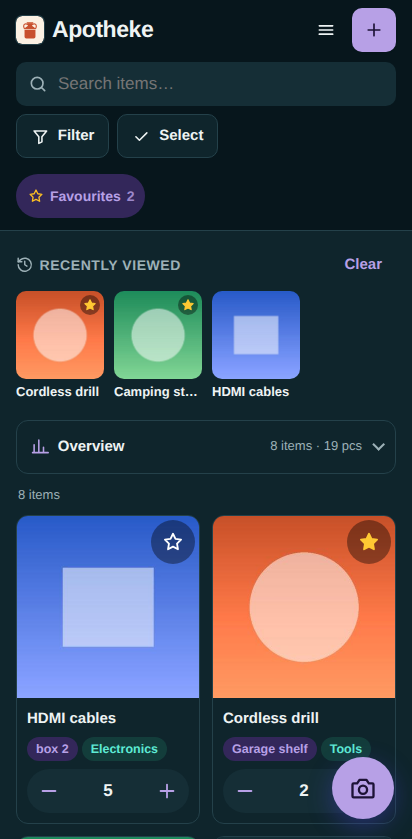 Apotheke
Search items…
Filter
Select
Favourites 2
RECENTLY VIEWED
Clear
Cordless drill
Camping st…
HDMI cables
Overview
8 items · 19 pcs
8 items
HDMI cables
Cordless drill
box 2
Electronics
Garage shelf
Tools
5
2